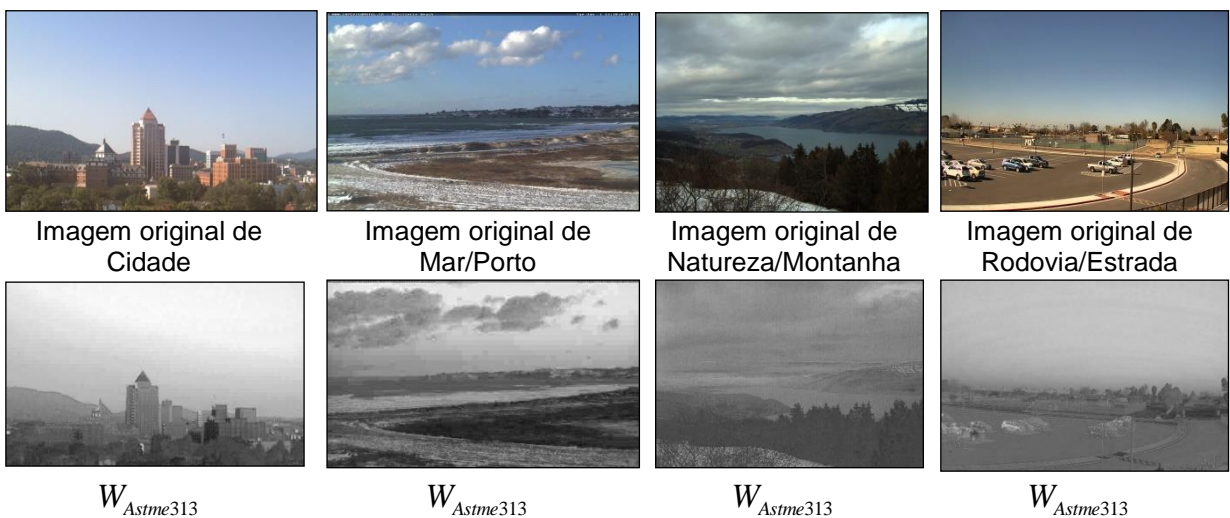 Imagem original de
Cidade
Imagem original de
Mar/Porto
Imagem original de
Natureza/Montanha
Imagem original de
Rodovia/Estrada
W_Astme313
W_Astme313
W_Astme313
W_Astme313